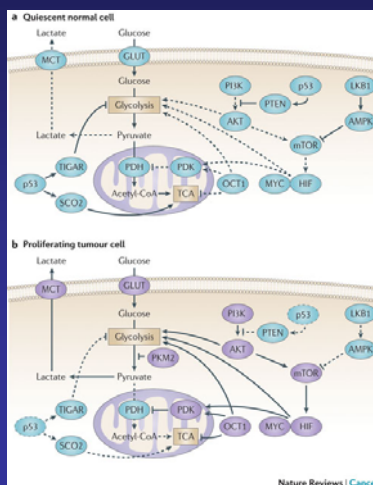 a Quiescent normal cell
Lactate
Glucose
MCT
GLUT
Glucose
PI3K
p53
LKB1
PTEN
Glycolysis
AKT
AMPK
Lactate
Pyruvate
mTOR
TIGAR
p53
PDH
PDK
OCT1
MYC
HIF
SCO2
Acetyl-CoA
TCA
b Proliferating tumour cell
Lactate
Glucose
MCT
GLUT
Glucose
PI3K
p53
LKB1
PTEN
Glycolysis
AKT
AMPK
PKM2
mTOR
Lactate
Pyruvate
TIGAR
p53
PDH
PDK
OCT1
MYC
HIF
SCO2
Acetyl-CoA
TCA
Nature Reviews | Cancer